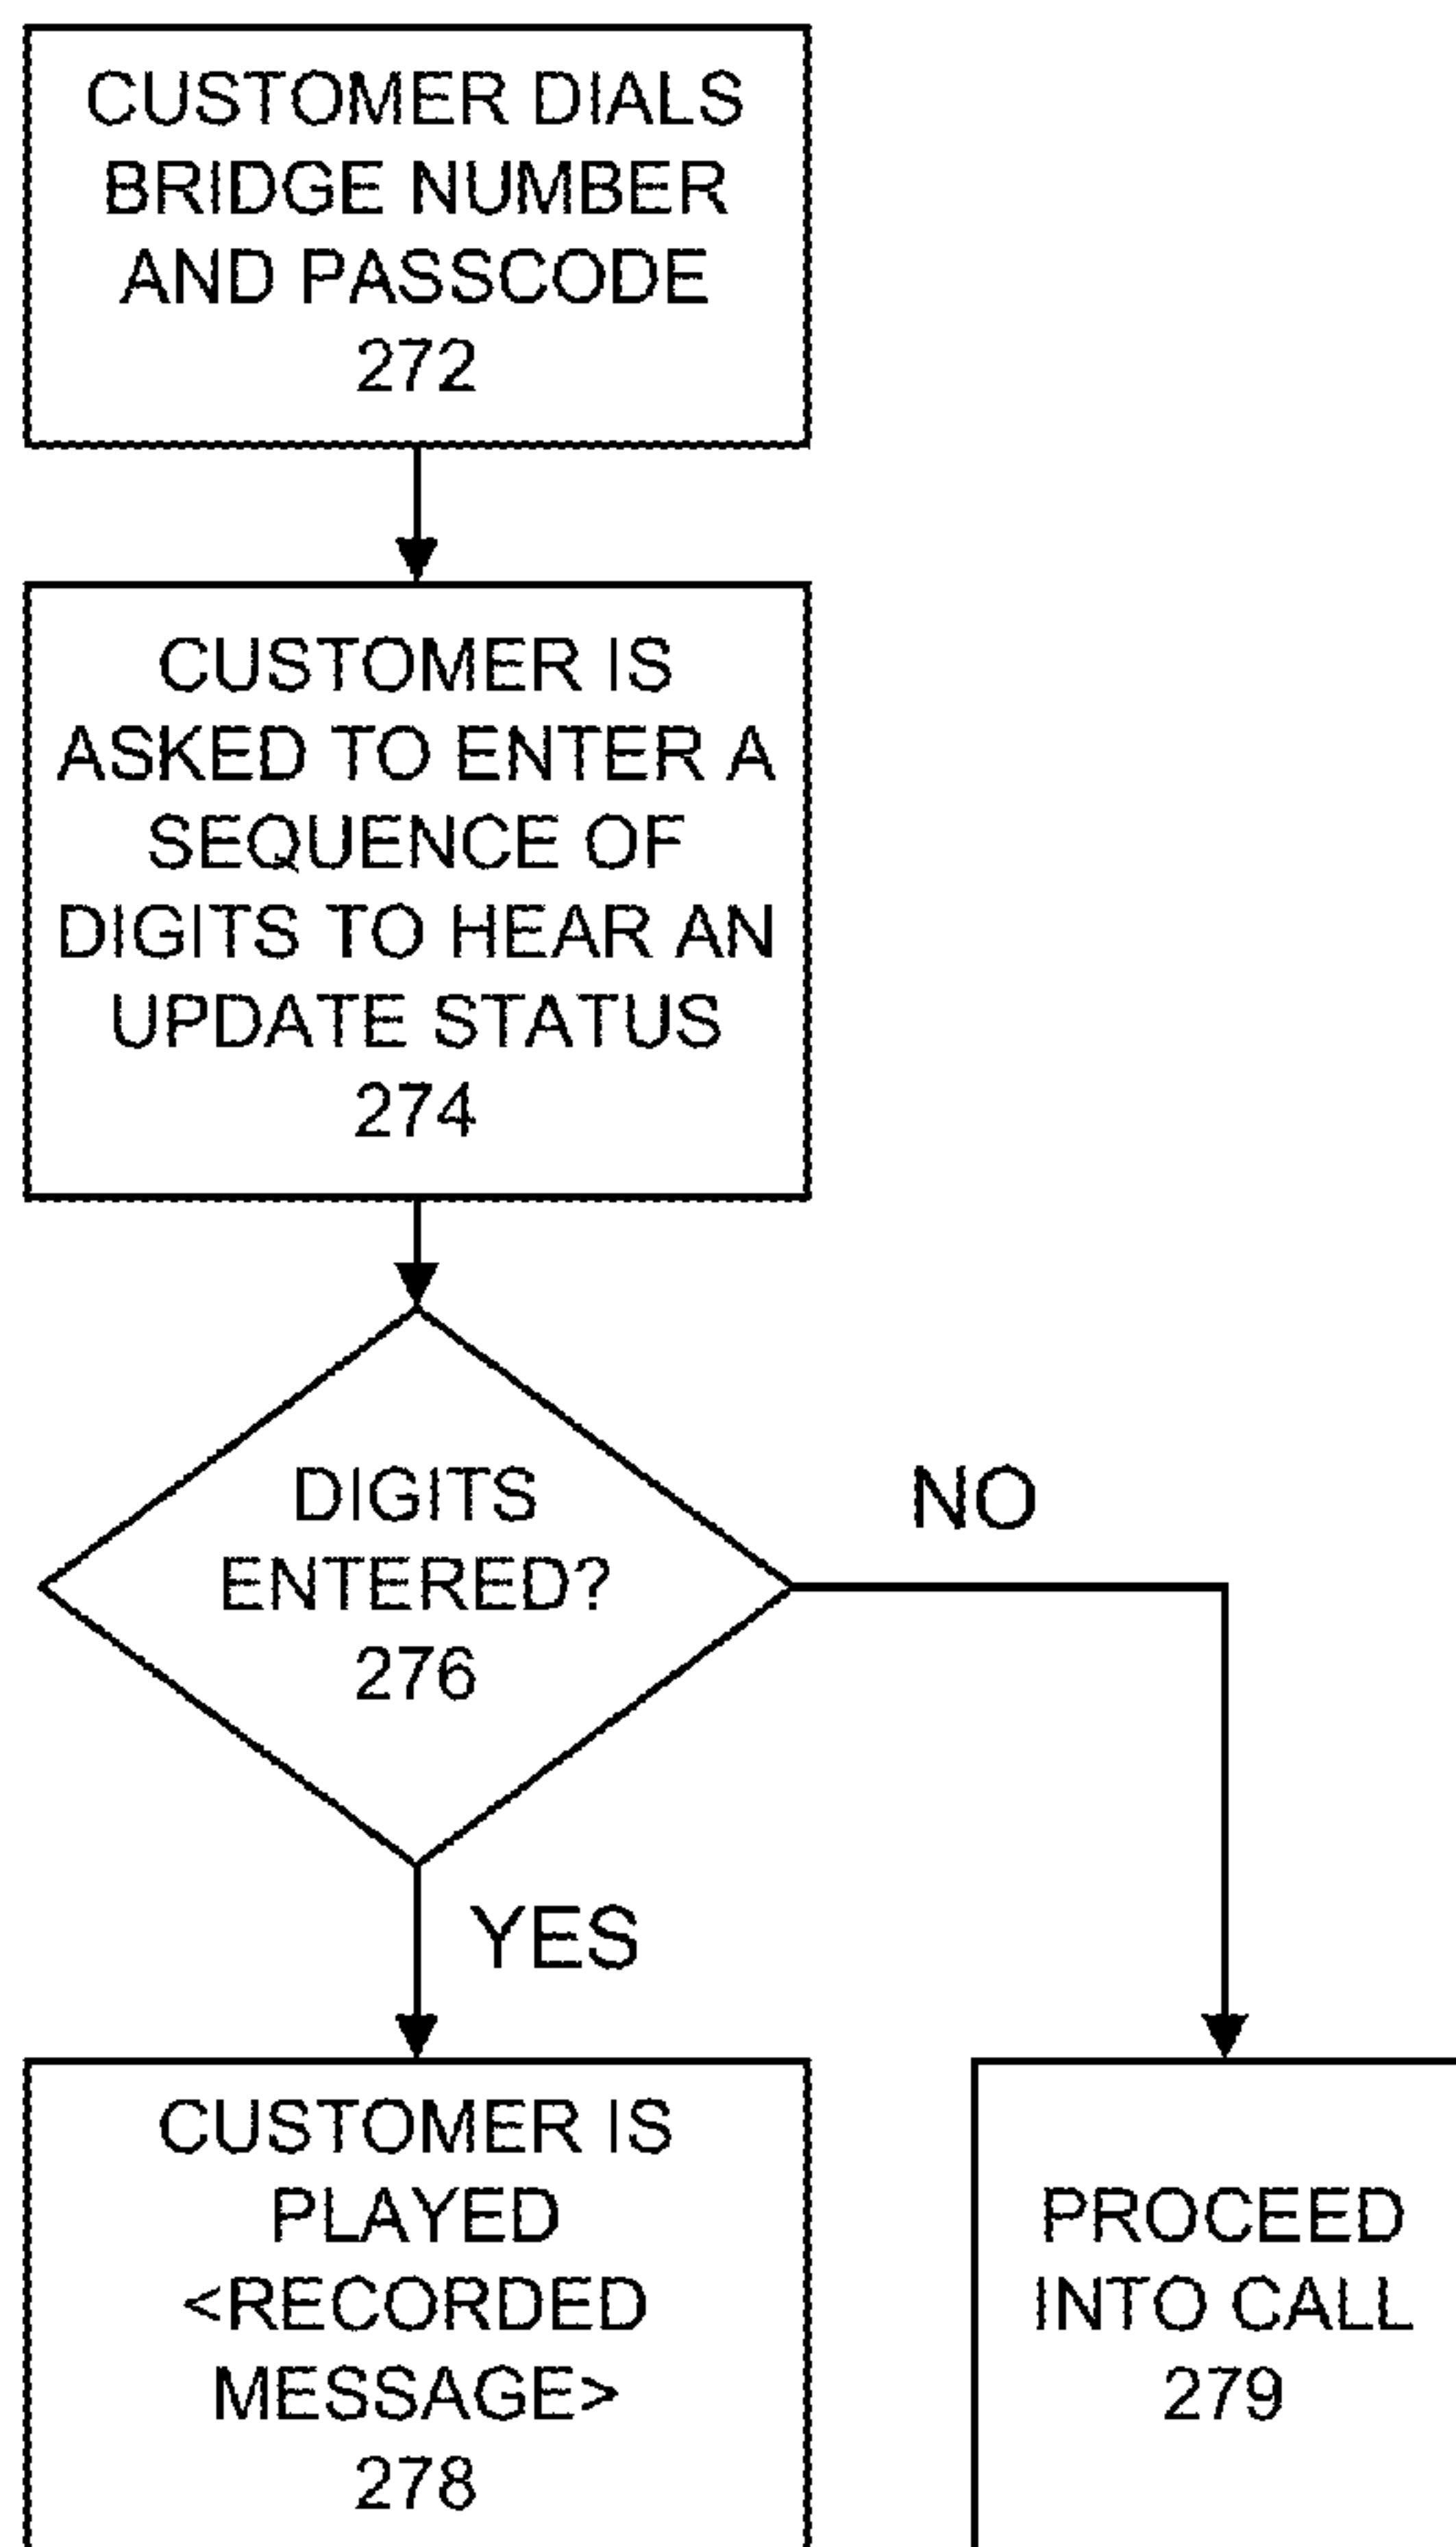 CUSTOMER DIALS
BRIDGE NUMBER
AND PASSCODE
272
CUSTOMER IS
ASKED TO ENTER A
SEQUENCE OF
DIGITS TO HEAR AN
UPDATE STATUS
274
DIGITS
ENTERED?
276
NO
YES
CUSTOMER IS
PLAYED
<RECORDED
MESSAGE>
278
PROCEED
INTO CALL
279